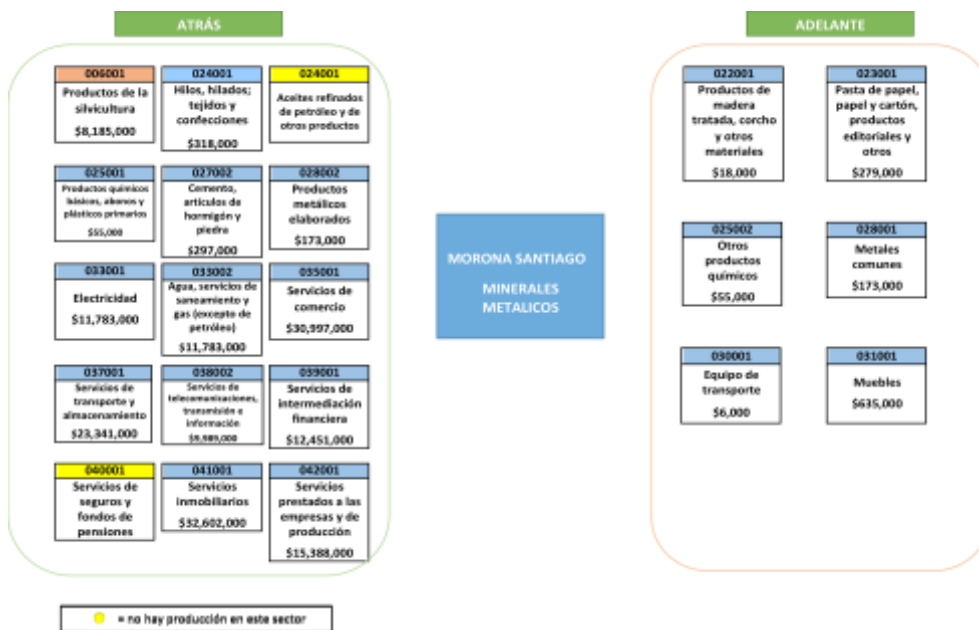 ATRÁS
ADELANTE
006001
Productos de la
silvicultura
$8,185,000
024001
Hilos, hilados;
tejidos y
confecciones
$318,000
024001
Aceites refinados
de petróleo y de
otros productos
025001
Productos químicos
básicos, abonos y
plásticos primarios
$55,000
027002
Cemento,
artículos de
hormigón y
piedra
$297,000
028002
Productos
metálicos
elaborados
$173,000
033001
Electricidad
$11,783,000
033002
Agua, servicios de
saneamiento y
gas (excepto de
petróleo)
$11,783,000
035001
Servicios de
comercio
$30,997,000
037001
Servicios de
transporte y
almacenamiento
$23,341,000
038002
Servicios de
telecomunicaciones,
transmisión e
información
$9,989,000
039001
Servicios de
intermediación
financiera
$12,451,000
040001
Servicios de
seguros y
fondos de
pensiones
041001
Servicios
inmobiliarios
$32,602,000
042001
Servicios
prestados a las
empresas y de
producción
$15,388,000
MORONA SANTIAGO
MINERALES
METALICOS
022001
Productos de
madera
tratada, corcho
y otros
materiales
$18,000
023001
Pasta de papel,
papel y cartón,
productos
editoriales y
otros
$279,000
025002
Otros
productos
químicos
$55,000
028001
Metales
comunes
$173,000
030001
Equipo de
transporte
$6,000
031001
Muebles
$635,000
= no hay producción en este sector